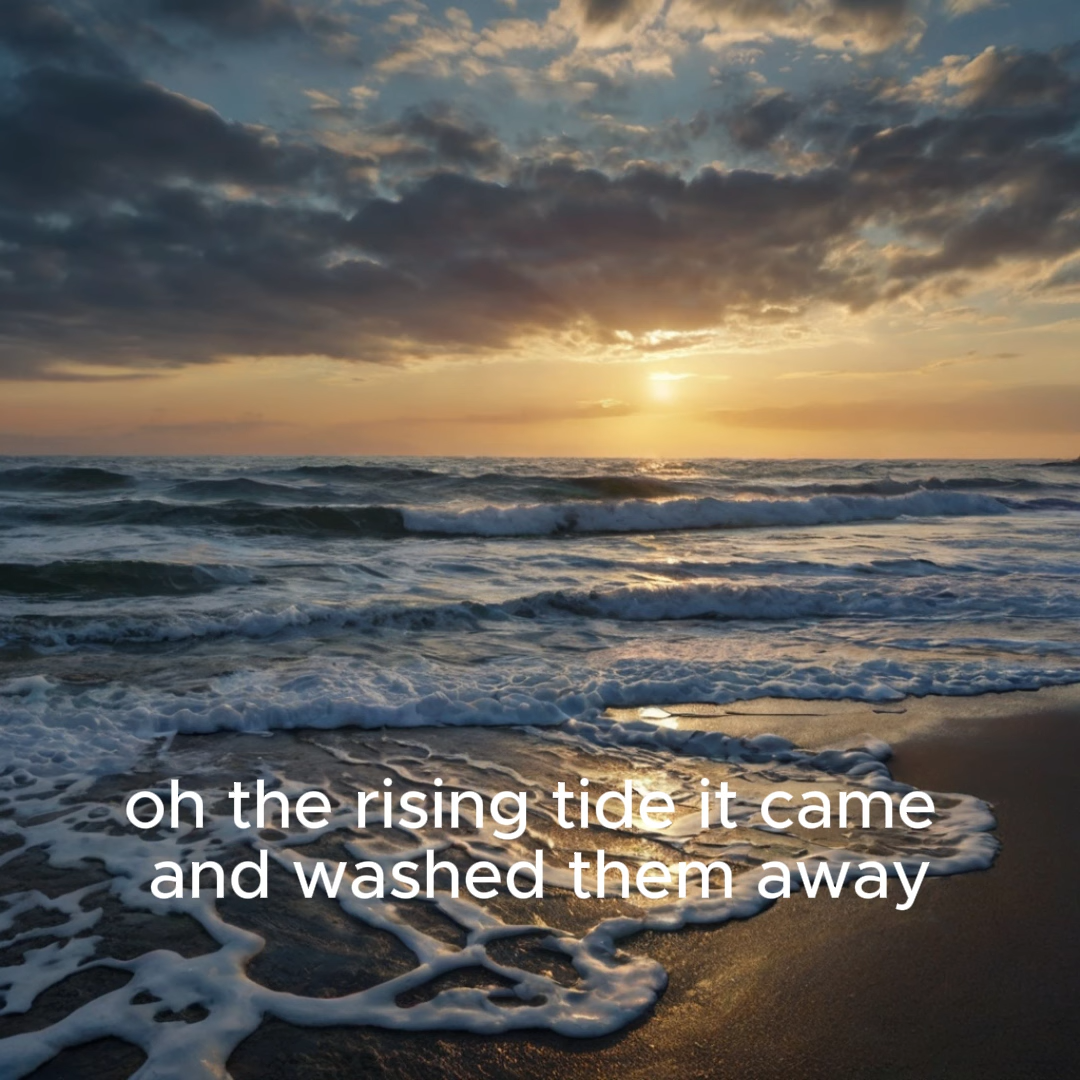 oh the rising tide it came
and washed them away